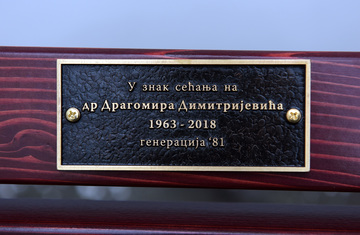 У знак сећања на
др Драгомира Димитријевића
1963 - 2018
генерација '81